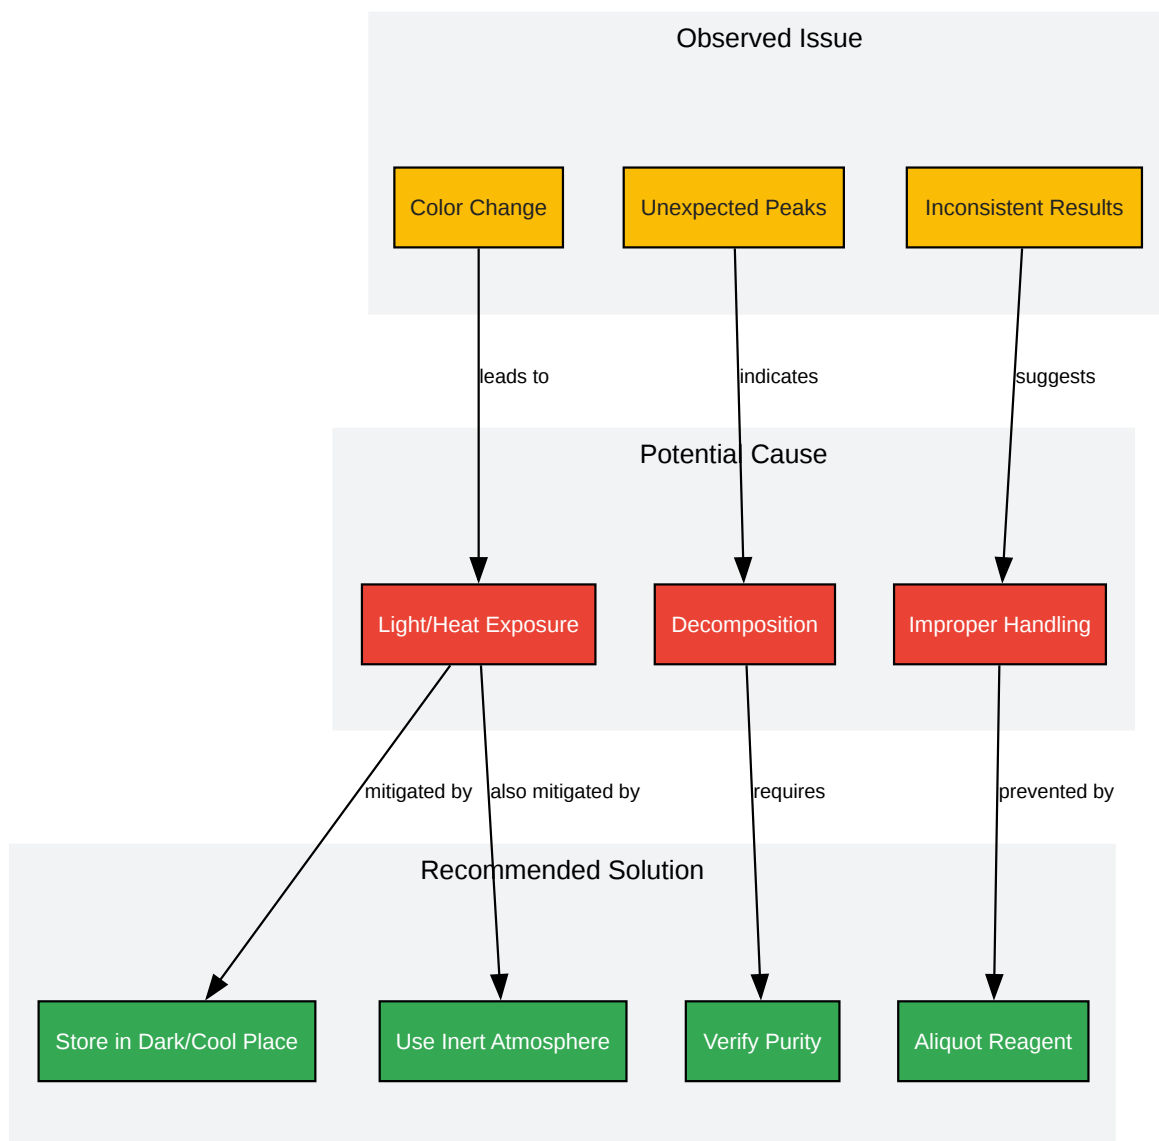 Observed Issue
Color Change
Unexpected Peaks
Inconsistent Results
leads to
indicates
suggests
Potential Cause
Light/Heat Exposure
Decomposition
Improper Handling
mitigated by
also mitigated by
requires
prevented by
Recommended Solution
Store in Dark/Cool Place
Use Inert Atmosphere
Verify Purity
Aliquot Reagent